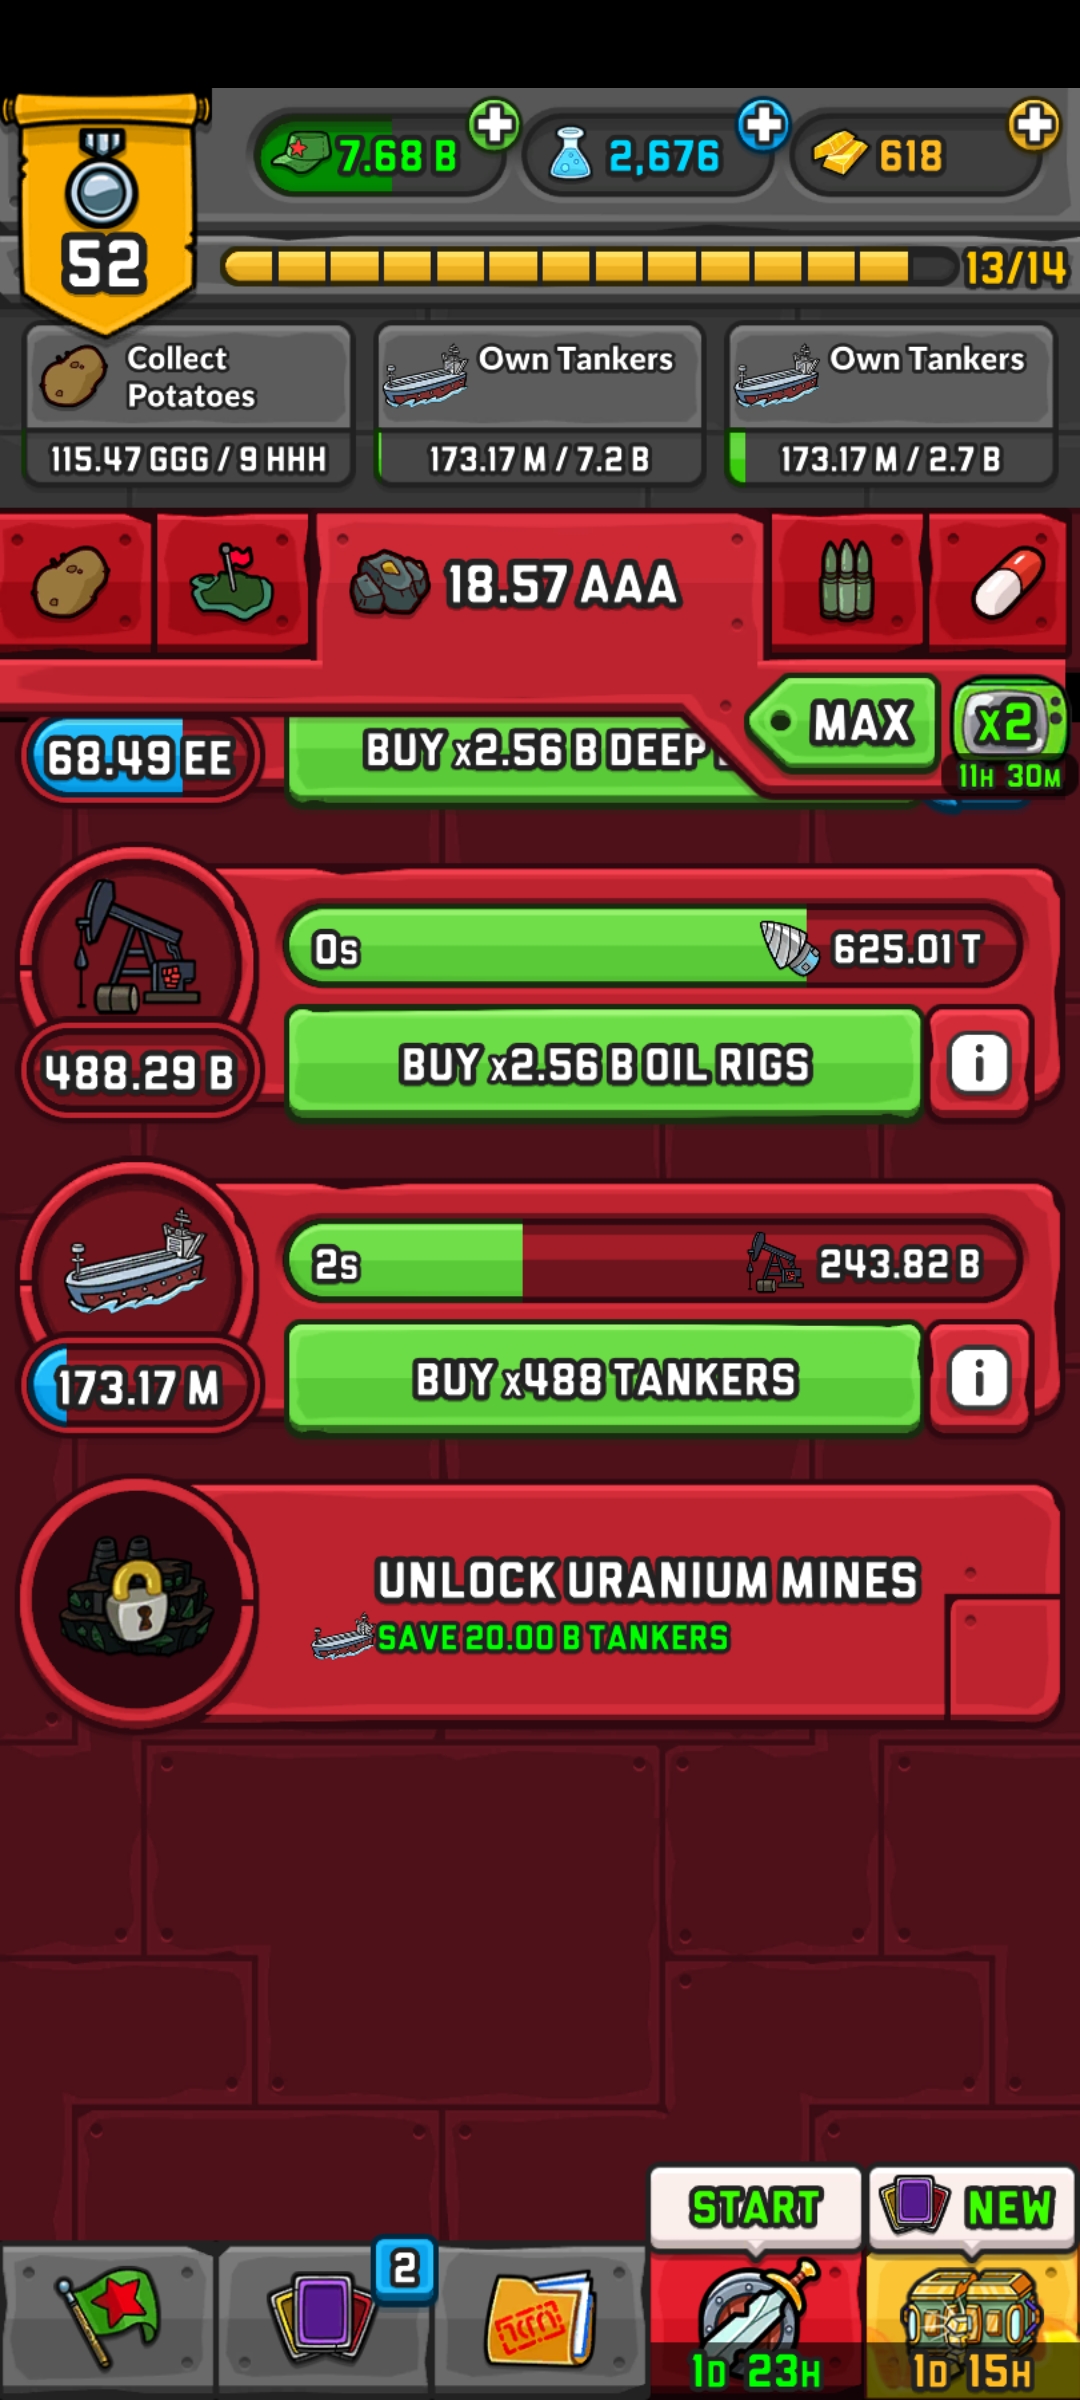 52
7.68 B
2,676
618
13/14
Collect
Potatoes
115.47 GGG / 9 HHH
Own Tankers
173.17 M / 7.2 B
Own Tankers
173.17 M / 2.7 B
18.57 AAA
MAX
x2
11H 30M
68.49 EE
BUY x2.56 B DEEP
0s
625.01 T
488.29 B
BUY x2.56 B OIL RIGS
i
2s
243.82 B
173.17 M
BUY x488 TANKERS
i
UNLOCK URANIUM MINES
SAVE 20.00 B TANKERS
START
NEW
2
1D 23H
1D 15H